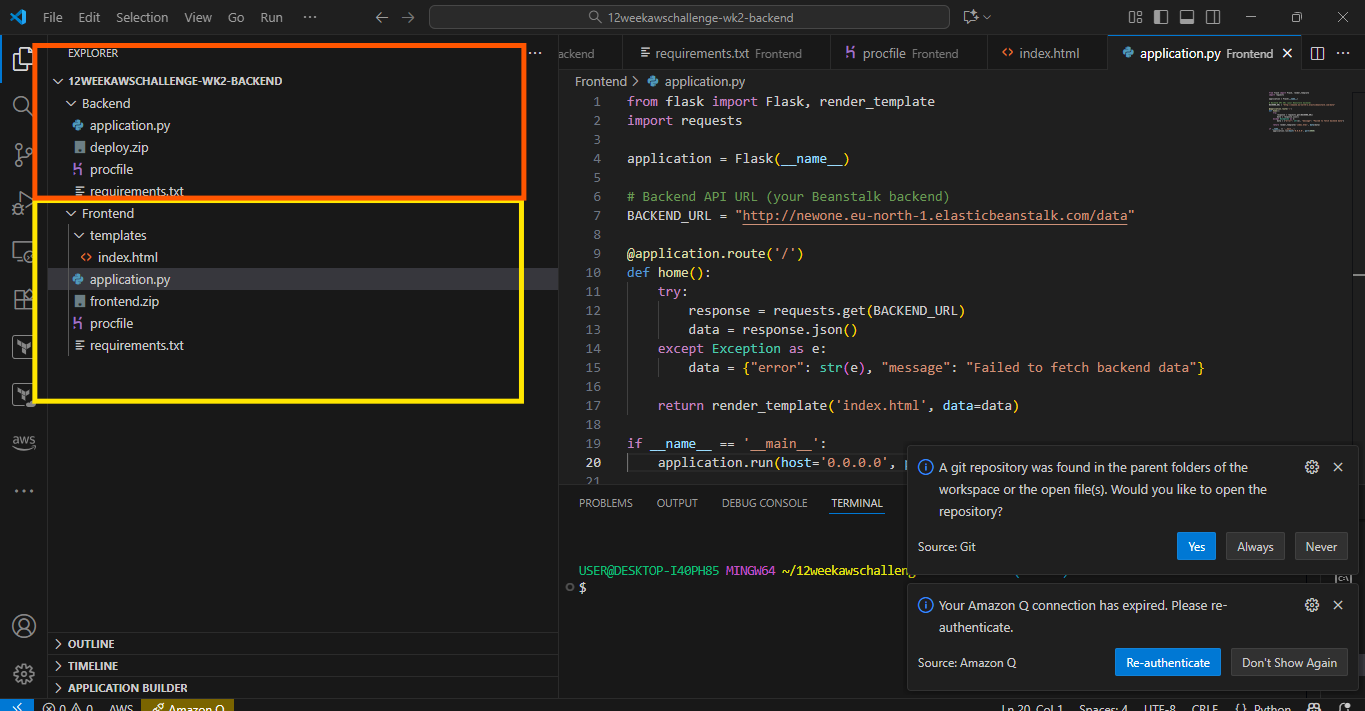 File Edit Selection View Go Run ···
12weekawschallenge-wk2-backend
EXPLORER
12WEEKAWSCHALLENGE-WK2-BACKEND
Backend
application.py
deploy.zip
procfile
requirements.txt
Frontend
templates
index.html
application.py
frontend.zip
procfile
requirements.txt
OUTLINE
TIMELINE
APPLICATION BUILDER
aws
ackend
requirements.txt Frontend
procfile Frontend
index.html
application.py Frontend
Frontend > application.py
1 from flask import Flask, render_template
2 import requests
3
4 application = Flask(__name__)
5
6 # Backend API URL (your Beanstalk backend)
7 BACKEND_URL = "http://newone.eu-north-1.elasticbeanstalk.com/data"
8
9 @application.route('/')
10 def home():
11 try:
12 response = requests.get(BACKEND_URL)
13 data = response.json()
14 except Exception as e:
15 data = {"error": str(e), "message": "Failed to fetch backend data"}
16
17 return render_template('index.html', data=data)
18
19 if __name__ == '__main__':
20 application.run(host='0.0.0.0',
21
PROBLEMS OUTPUT DEBUG CONSOLE TERMINAL
USER@DESKTOP-I40PH85 MINGW64 ~/12weekawschalleng
$
A git repository was found in the parent folders of the
workspace or the open file(s). Would you like to open the
repository?
Source: Git
Yes Always Never
Your Amazon Q connection has expired. Please re-
authenticate.
Source: Amazon Q
Re-authenticate Don't Show Again
0 0 AWS Amazon Q
Ln 20, Col 1 Spaces: 4 UTF-8 CRLF {} Python